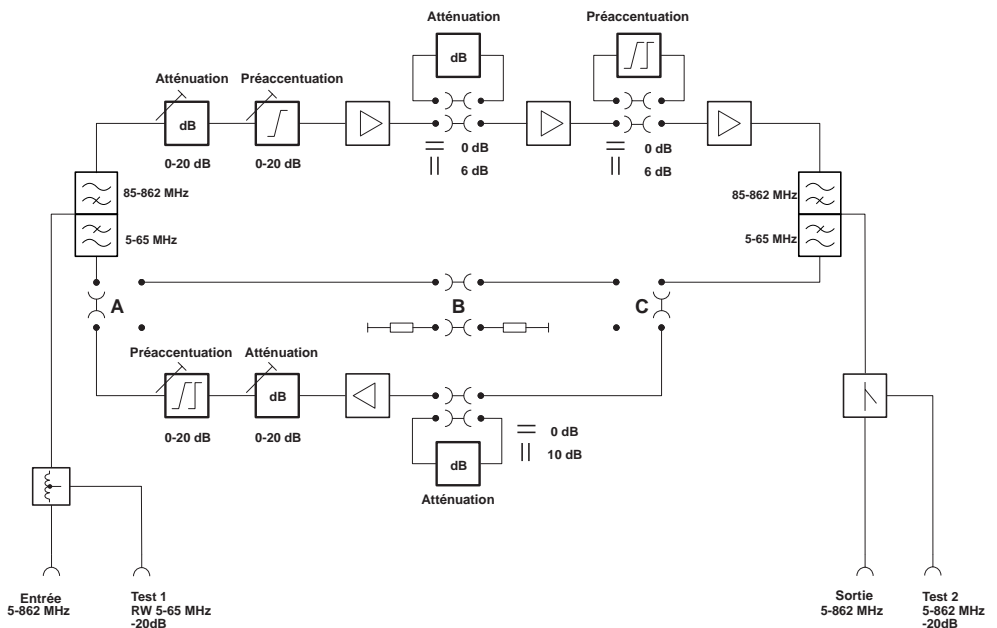 Atténuation
Préaccentuation
dB
Atténuation
Préaccentuation
dB
0-20 dB
0-20 dB
0 dB
6 dB
0 dB
6 dB
85-862 MHz
5-65 MHz
85-862 MHz
5-65 MHz
A
B
C
Préaccentuation
Atténuation
dB
0-20 dB
0-20 dB
0 dB
10 dB
dB
Atténuation
Entrée
5-862 MHz
Test 1
RW 5-65 MHz
-20dB
Sortie
5-862 MHz
Test 2
5-862 MHz
-20dB